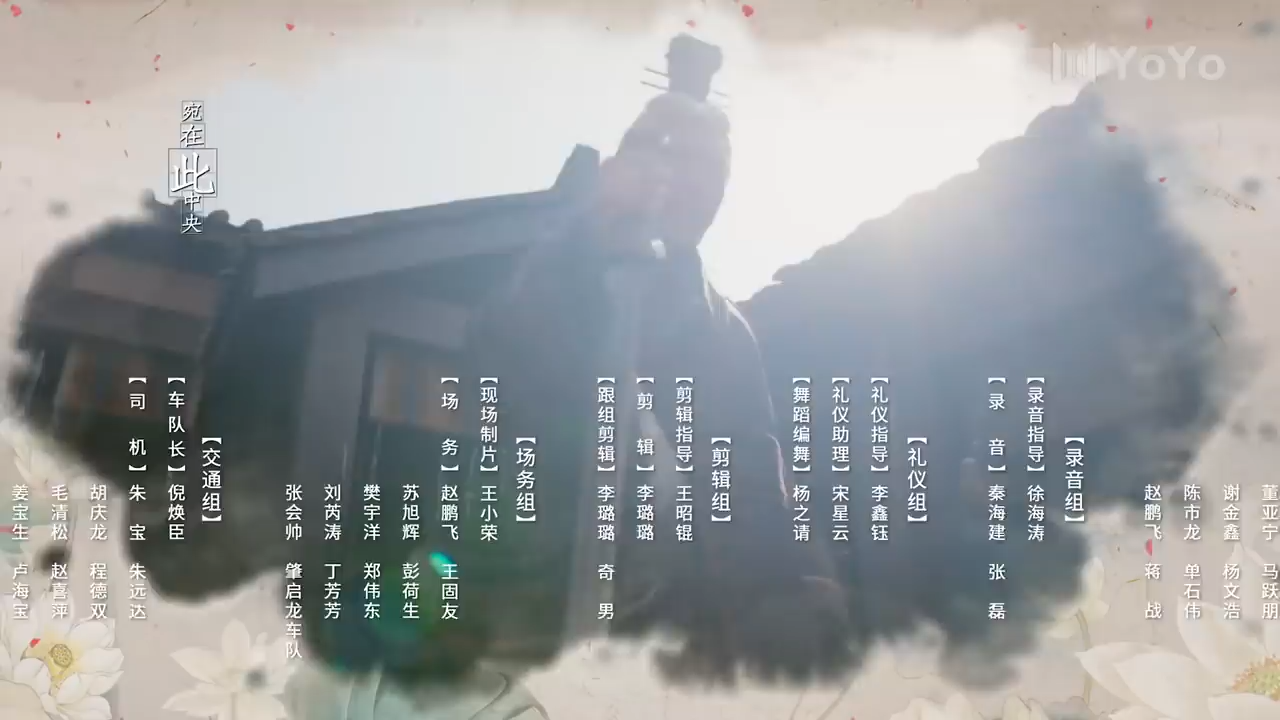 YoYo
宛在此中央
董亚宁 马跃朋
谢金鑫 杨文浩
陈市龙 单石伟
赵鹏飞 蒋战
【录音组】
【录音指导】徐海涛
【录音】秦海建 张磊
【礼仪组】
【礼仪指导】李鑫钰
【礼仪助理】宋星云
【舞蹈编舞】杨之请
【剪辑组】
【剪辑指导】王昭锟
【剪辑】李璐璐
【跟组剪辑】李璐璐 奇男
【场务组】
【现场制片】王小荣
【场务】赵鹏飞 王固友
苏旭辉 彭荷生
樊宇洋 郑伟东
刘芮涛 丁芳芳
张会帅 肇启龙车队
【交通组】
【车队长】倪焕臣
【司机】朱宝 朱远达
胡庆龙 程德双
毛清松 赵喜萍
姜宝生 卢海宝